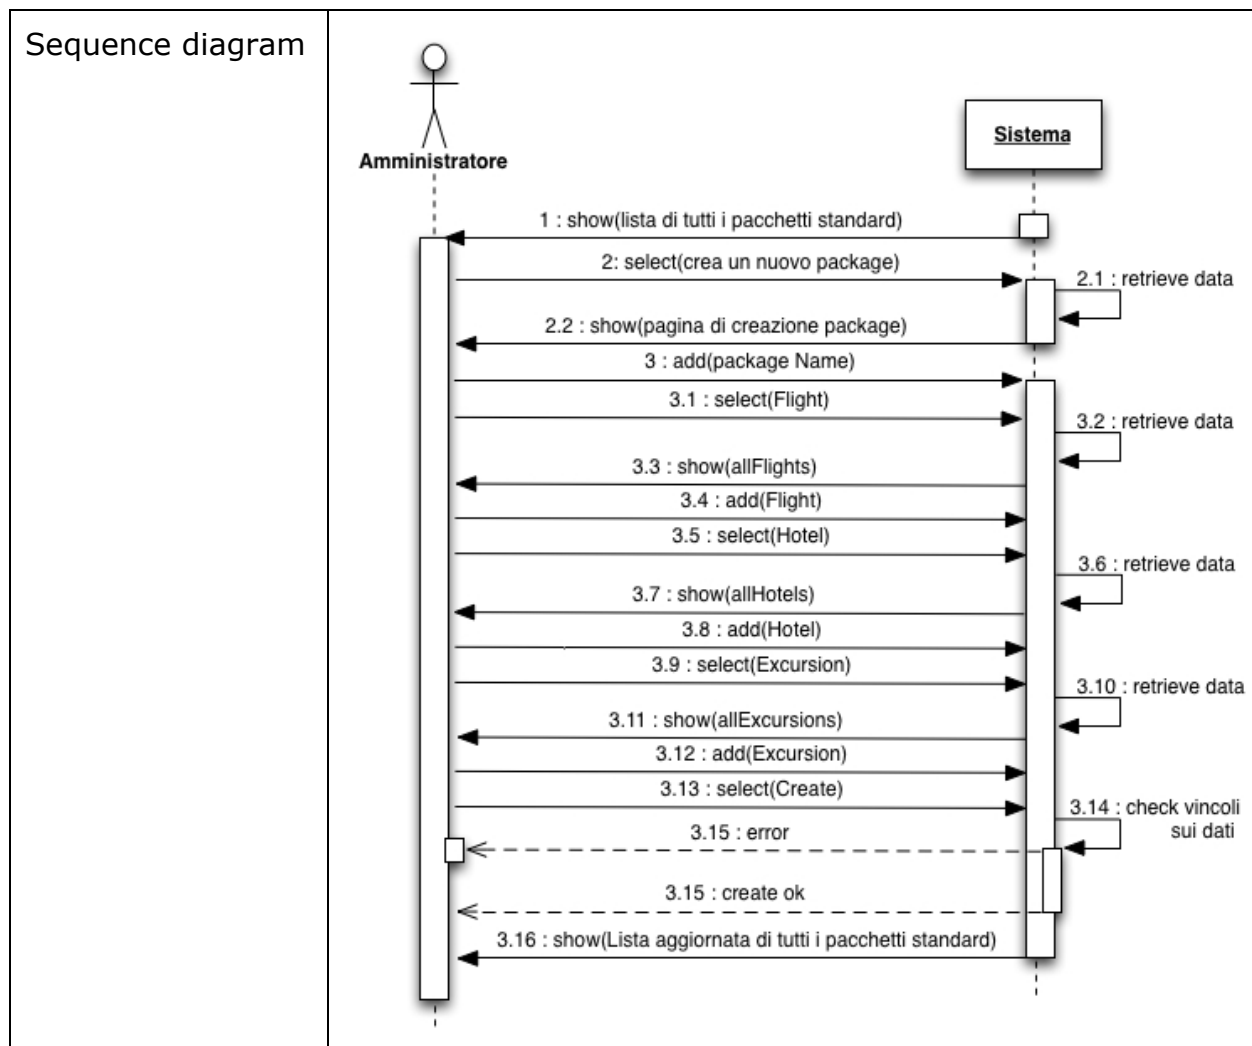 Sequence diagram
Amministratore
Sistema
1 : show(lista di tutti i pacchetti standard)
2: select(crea un nuovo package)
2.1 : retrieve data
2.2 : show(pagina di creazione package)
3 : add(package Name)
3.1 : select(Flight)
3.2 : retrieve data
3.3 : show(allFlights)
3.4 : add(Flight)
3.5 : select(Hotel)
3.6 : retrieve data
3.7 : show(allHotels)
3.8 : add(Hotel)
3.9 : select(Excursion)
3.10 : retrieve data
3.11 : show(allExcursions)
3.12 : add(Excursion)
3.13 : select(Create)
3.14 : check vincoli
sui dati
3.15 : error
3.15 : create ok
3.16 : show(Lista aggiornata di tutti i pacchetti standard)